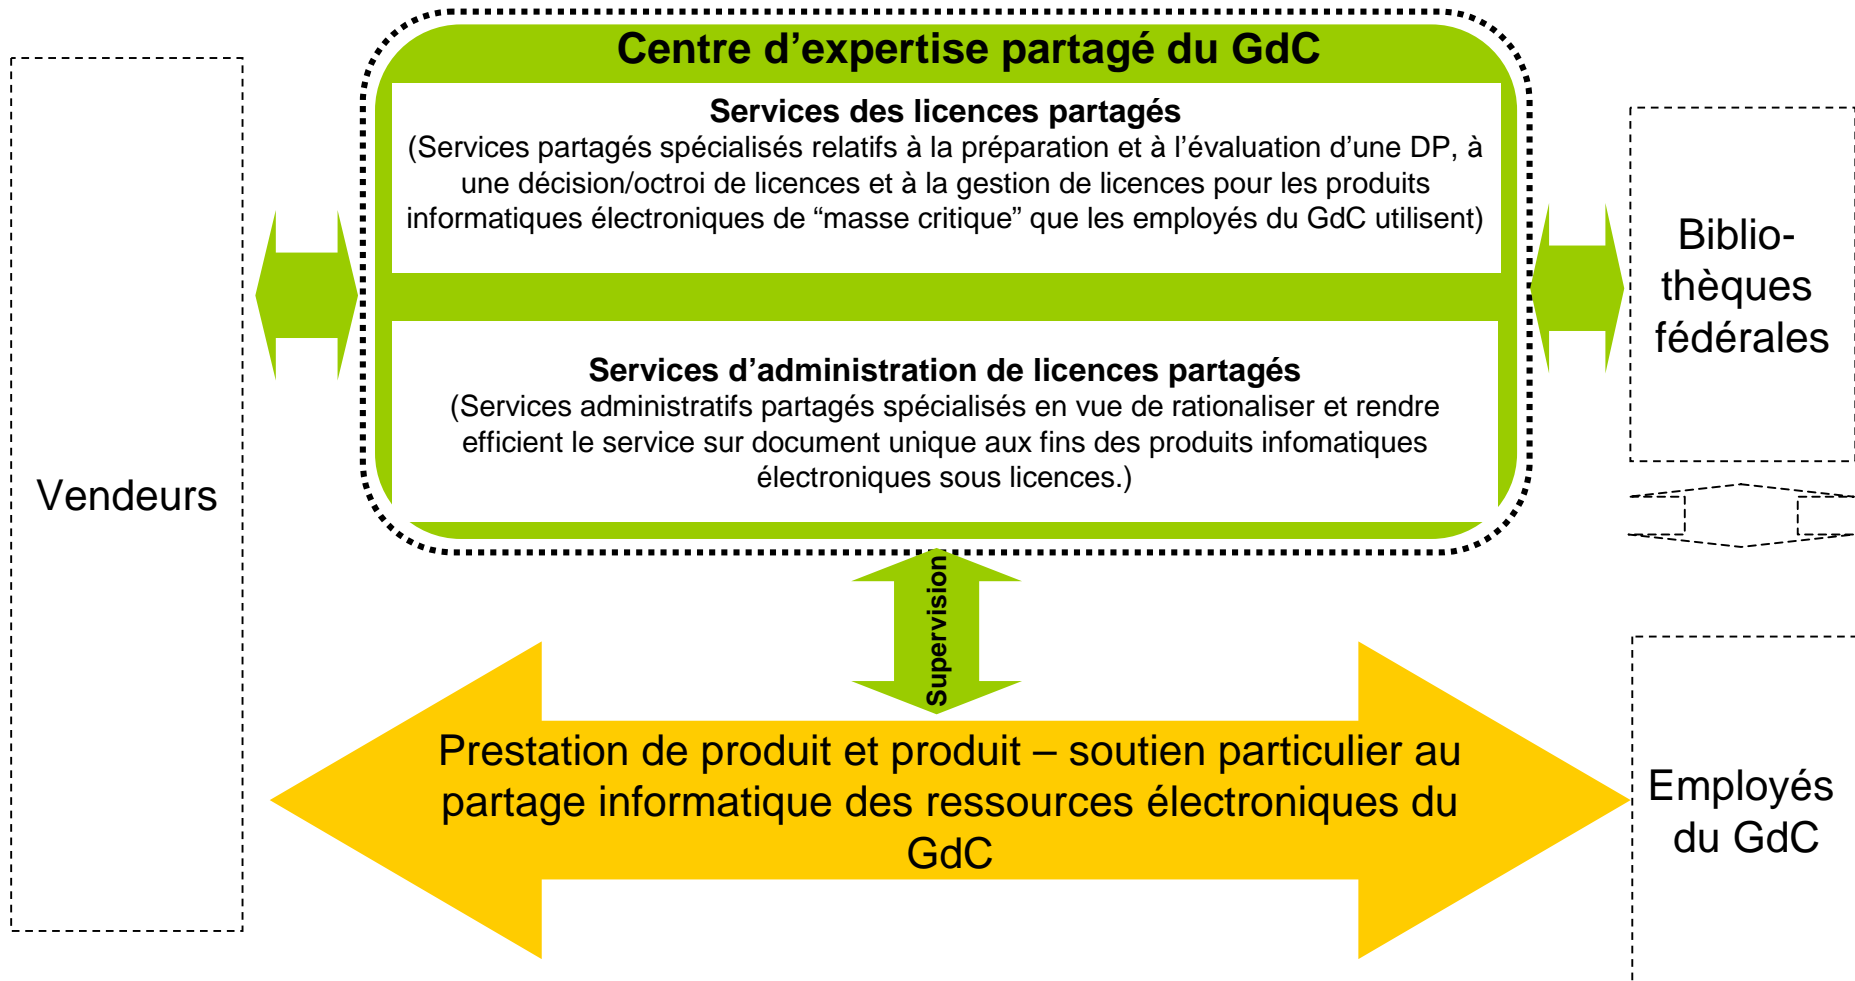 Centre d’expertise partagé du GdC
Services des licences partagés
(Services partagés spécialisés relatifs à la préparation et à l’évaluation d’une DP, à
une décision/octroi de licences et à la gestion de licences pour les produits
informatiques électroniques de “masse critique” que les employés du GdC utilisent)
Services d’administration de licences partagés
(Services administratifs partagés spécialisés en vue de rationaliser et rendre
efficient le service sur document unique aux fins des produits infomatiques
électroniques sous licences.)
Vendeurs
Biblio-
thèques
fédérales
Supervision
Prestation de produit et produit – soutien particulier au
partage informatique des ressources électroniques du
GdC
Employés
du GdC